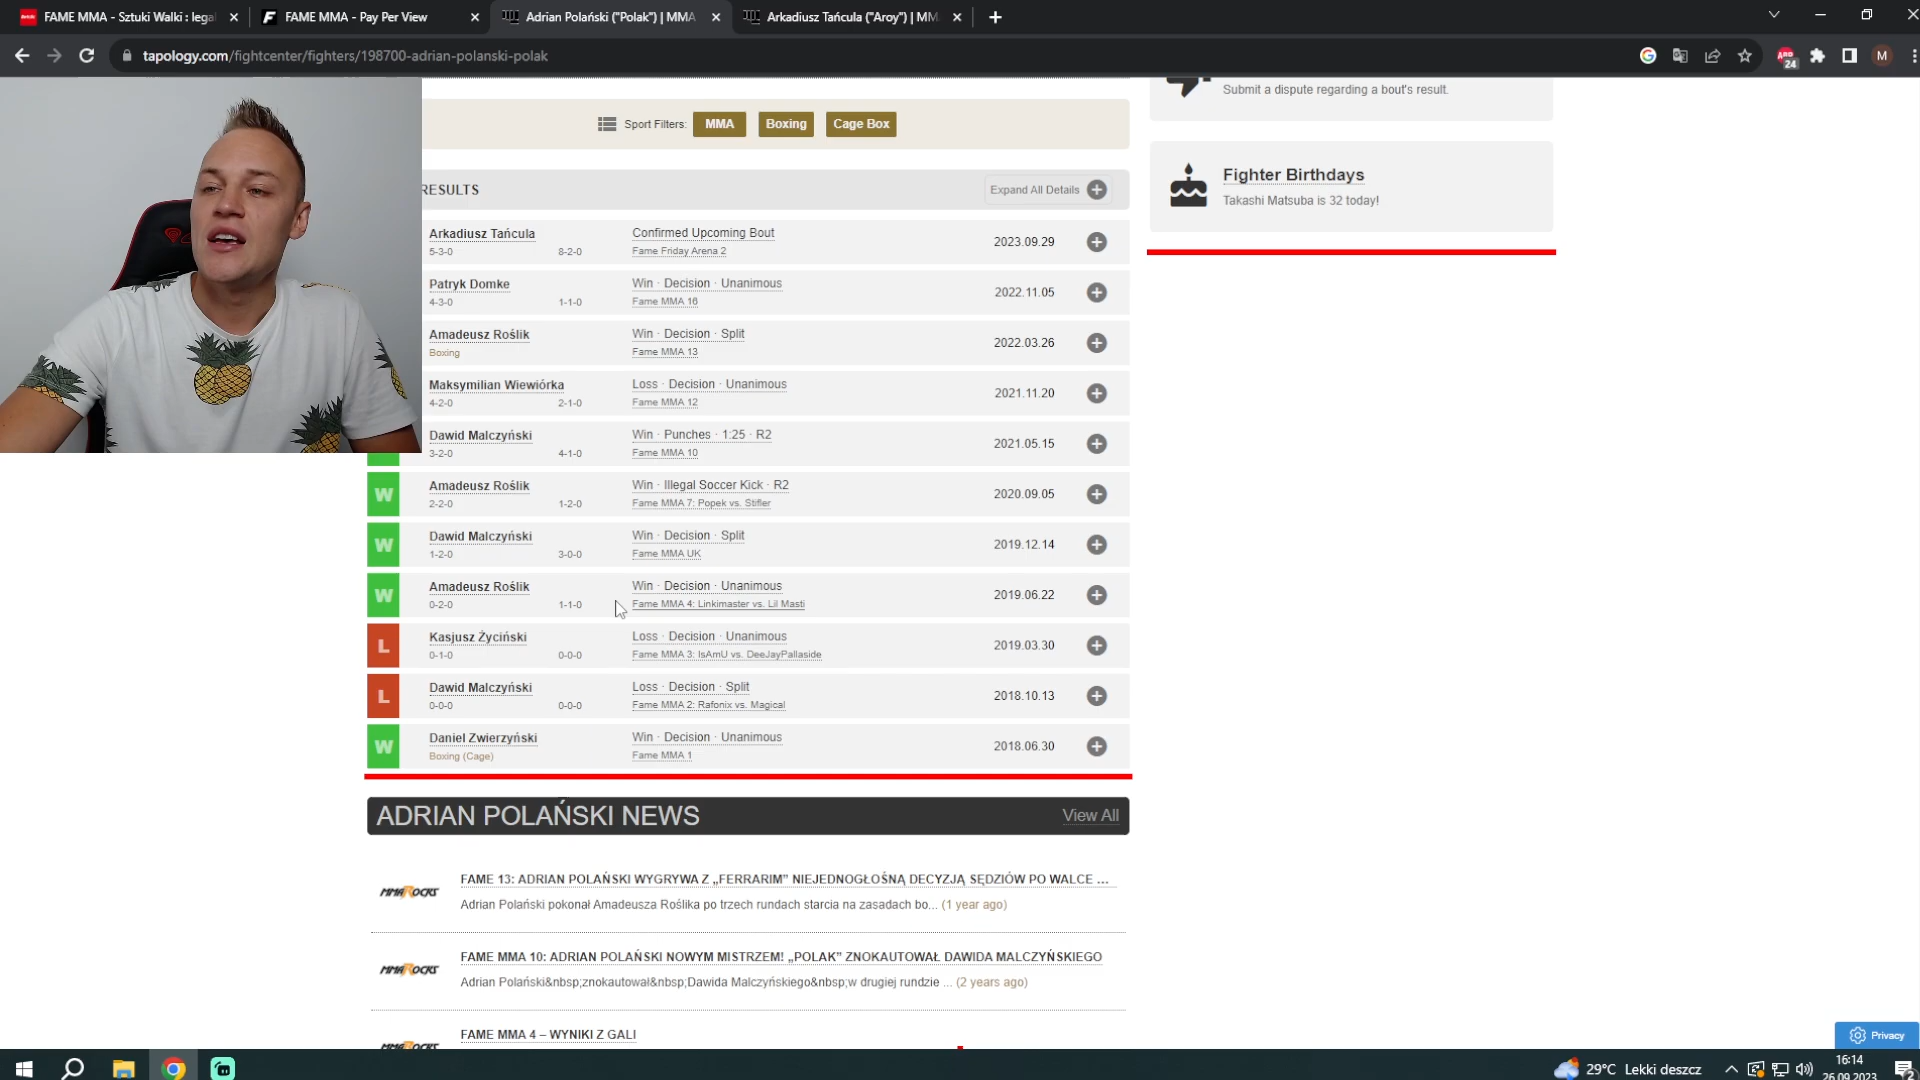 FAME MMA - Sztuki Walki : legal
FAME MMA - Pay Per View
Adrian Polański ("Polak") | MMA
Arkadiusz Tańcula ("Aroy") | MM
tapology.com/fightcenter/fighters/198700-adrian-polanski-polak
24
M
Submit a dispute regarding a bout's result.
Sport Filters: MMA Boxing Cage Box
Fighter Birthdays
Takashi Matsuba is 32 today!
RESULTS
Expand All Details
Arkadiusz Tańcula Confirmed Upcoming Bout 2023.09.29
5-3-0 8-2-0 Fame Friday Arena 2
Patryk Domke Win · Decision · Unanimous 2022.11.05
4-3-0 1-1-0 Fame MMA 16
Amadeusz Roślik Win · Decision · Split 2022.03.26
Boxing Fame MMA 13
Maksymilian Wiewiórka Loss · Decision · Unanimous 2021.11.20
4-2-0 2-1-0 Fame MMA 12
Dawid Malczyński Win · Punches · 1:25 · R2 2021.05.15
3-2-0 4-1-0 Fame MMA 10
W Amadeusz Roślik Win · Illegal Soccer Kick · R2 2020.09.05
2-2-0 1-2-0 Fame MMA 7: Popek vs. Stifler
W Dawid Malczyński Win · Decision · Split 2019.12.14
1-2-0 3-0-0 Fame MMA UK
W Amadeusz Roślik Win · Decision · Unanimous 2019.06.22
0-2-0 1-1-0 Fame MMA 4: Linkimaster vs. Lil Masti
L Kasjusz Życiński Loss · Decision · Unanimous 2019.03.30
0-1-0 0-0-0 Fame MMA 3: IsAmU vs. DeeJayPallaside
L Dawid Malczyński Loss · Decision · Split 2018.10.13
0-0-0 0-0-0 Fame MMA 2: Rafonix vs. Magical
W Daniel Zwierzyński Win · Decision · Unanimous 2018.06.30
Boxing (Cage) Fame MMA 1
ADRIAN POLAŃSKI NEWS View All
MMAROCKS
FAME 13: ADRIAN POLAŃSKI WYGRYWA Z „FERRARIM” NIEJEDNOGŁOŚNĄ DECYZJĄ SĘDZIÓW PO WALCE ...
Adrian Polański pokonał Amadeusza Roślika po trzech rundach starcia na zasadach bo... (1 year ago)
MMAROCKS
FAME MMA 10: ADRIAN POLAŃSKI NOWYM MISTRZEM! „POLAK” ZNOKAUTOWAŁ DAWIDA MALCZYŃSKIEGO
Adrian Polański&nbsp;znokautował&nbsp;Dawida Malczyńskiego&nbsp;w drugiej rundzie ... (2 years ago)
FAME MMA 4 – WYNIKI Z GALI
MMAROCKS
Privacy
29°C Lekki deszcz
16:14
26.09.2023
2